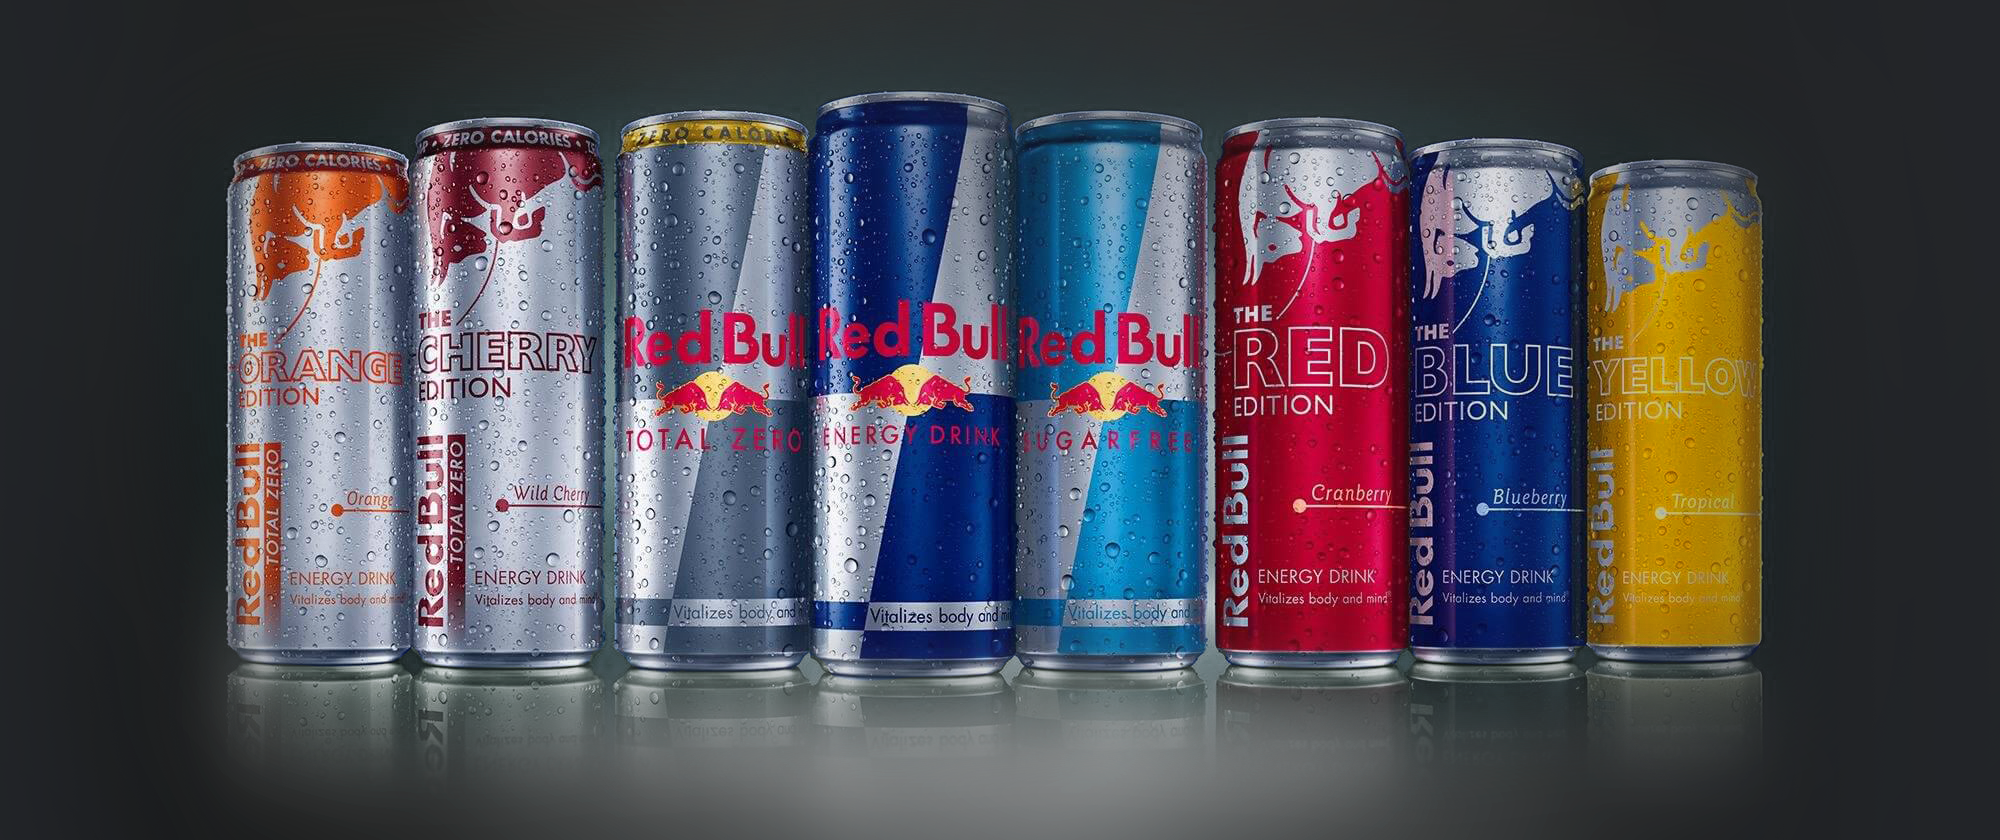 ZERO CALORIES
THE
ORANGE
EDITION
Red Bull
TOTAL ZERO
Orange
ENERGY DRINK
Vitalizes body and mind
ZERO CALORIES
THE
CHERRY
EDITION
Red Bull
TOTAL ZERO
Wild Cherry
ENERGY DRINK
Vitalizes body and mind
ZERO CALORIE
Red Bull
TOTAL ZERO
Vitalizes body and
Red Bull
ENERGY DRINK
Vitalizes body and
Red Bull
SUGARFREE
Vitalizes body and
THE
RED
EDITION
Red Bull
Cranberry
ENERGY DRINK
Vitalizes body and mind
THE
BLUE
EDITION
Red Bull
Blueberry
ENERGY DRINK
Vitalizes body and mind
THE
YELLOW
EDITION
Red Bull
Tropical
ENERGY DRINK
Vitalizes body and mind